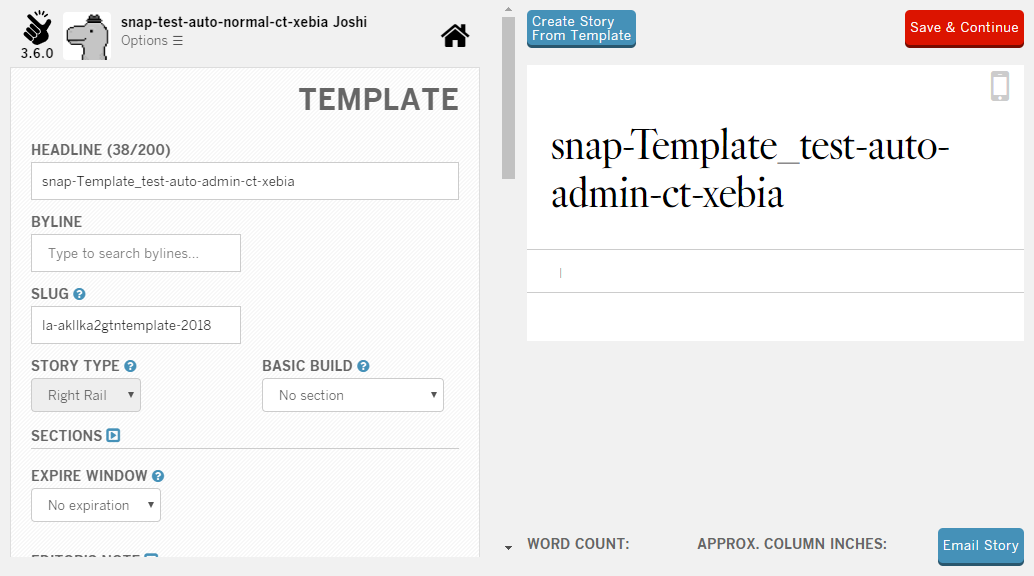 snap-test-auto-normal-ct-xebia Joshi
Options ☰
3.6.0
TEMPLATE
HEADLINE (38/200)
snap-Template_test-auto-admin-ct-xebia
BYLINE
Type to search bylines...
SLUG
la-akllka2gtntemplate-2018
STORY TYPE BASIC BUILD
Right Rail No section
SECTIONS
EXPIRE WINDOW
No expiration
EDITOR'S NOTE
Create Story
From Template
Save & Continue
snap-Template_test-auto-
admin-ct-xebia
|
WORD COUNT: APPROX. COLUMN INCHES:
Email Story